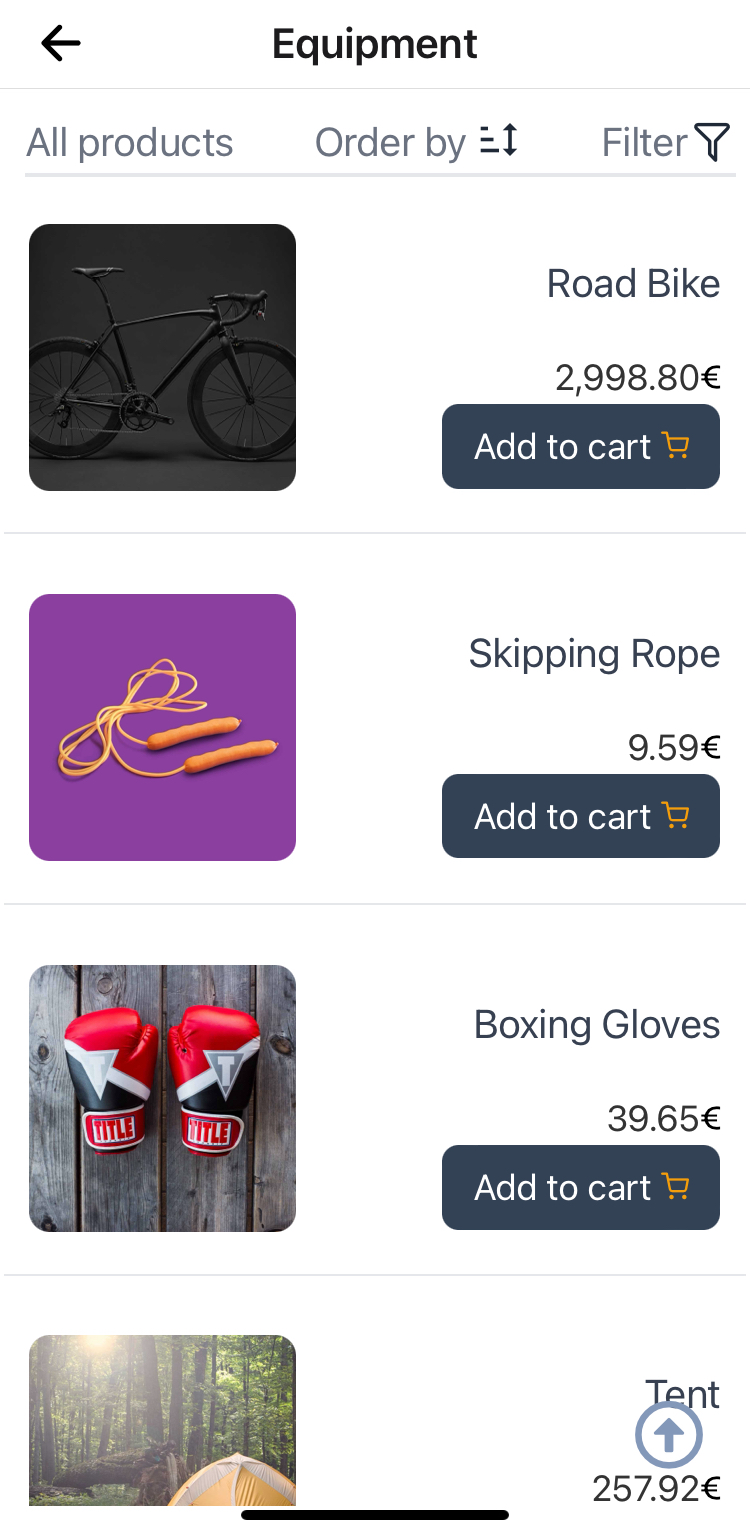 Equipment
All products Order by Filter
Road Bike
2,998.80€
Add to cart
Skipping Rope
9.59€
Add to cart
TITLE TITLE
Boxing Gloves
39.65€
Add to cart
Tent
257.92€